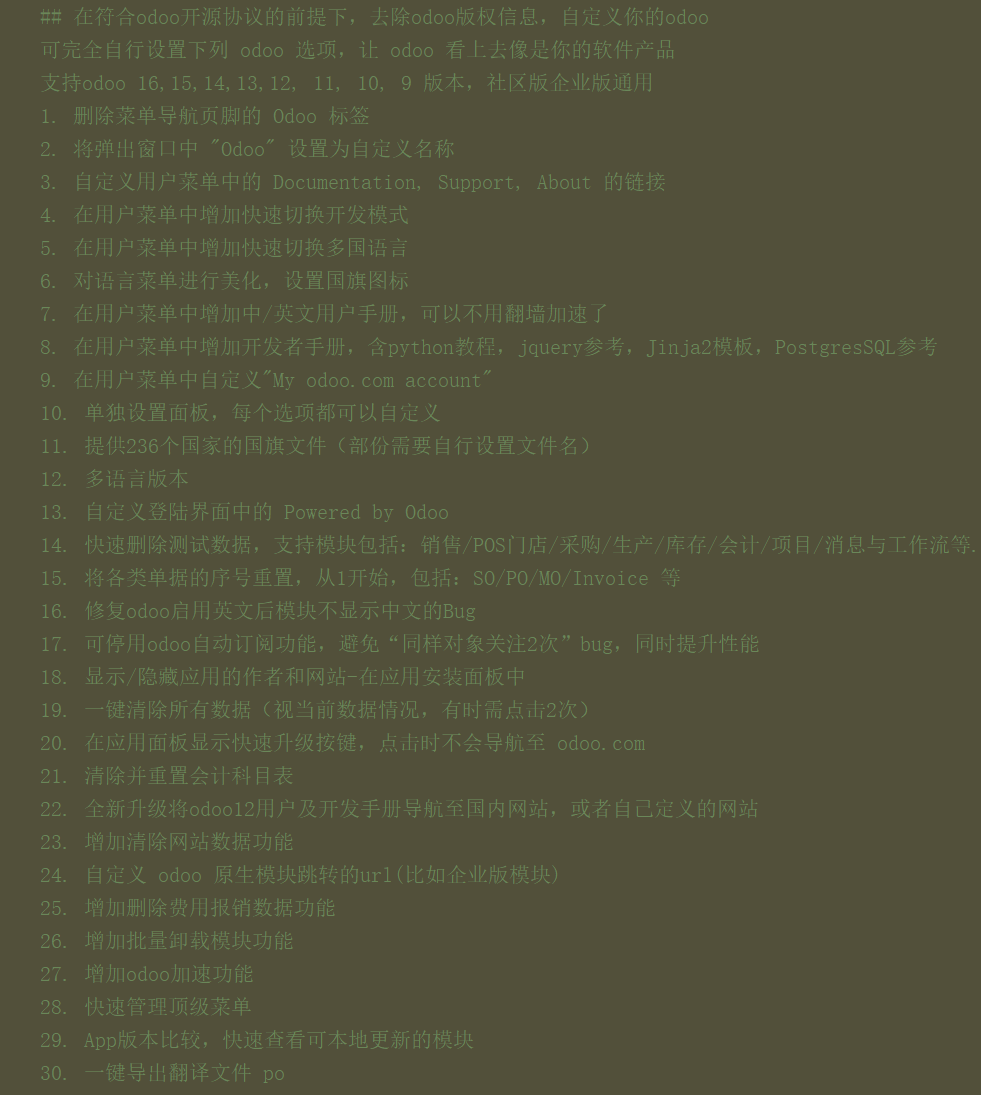 ## 在符合odoo开源协议的前提下，去除odoo版权信息，自定义你的odoo
可完全自行设置下列 odoo 选项，让 odoo 看上去像是你的软件产品
支持odoo 16,15,14,13,12, 11, 10, 9 版本，社区版企业版通用
1. 删除菜单导航页脚的 Odoo 标签
2. 将弹出窗口中 "Odoo" 设置为自定义名称
3. 自定义用户菜单中的 Documentation, Support, About 的链接
4. 在用户菜单中增加快速切换开发模式
5. 在用户菜单中增加快速切换多国语言
6. 对语言菜单进行美化，设置国旗图标
7. 在用户菜单中增加中/英文用户手册，可以不用翻墙加速了
8. 在用户菜单中增加开发者手册，含python教程，jquery参考，Jinja2模板，PostgresSQL参考
9. 在用户菜单中自定义"My odoo.com account"
10. 单独设置面板，每个选项都可以自定义
11. 提供236个国家的国旗文件（部份需要自行设置文件名）
12. 多语言版本
13. 自定义登陆界面中的 Powered by Odoo
14. 快速删除测试数据，支持模块包括：销售/POS门店/采购/生产/库存/会计/项目/消息与工作流等.
15. 将各类单据的序号重置，从1开始，包括：SO/PO/MO/Invoice 等
16. 修复odoo启用英文后模块不显示中文的Bug
17. 可停用odoo自动订阅功能，避免“同样对象关注2次”bug，同时提升性能
18. 显示/隐藏应用的作者和网站-在应用安装面板中
19. 一键清除所有数据（视当前数据情况，有时需点击2次）
20. 在应用面板显示快速升级按键，点击时不会导航至 odoo.com
21. 清除并重置会计科目表
22. 全新升级将odoo12用户及开发手册导航至国内网站，或者自己定义的网站
23. 增加清除网站数据功能
24. 自定义 odoo 原生模块跳转的url(比如企业版模块)
25. 增加删除费用报销数据功能
26. 增加批量卸载模块功能
27. 增加odoo加速功能
28. 快速管理顶级菜单
29. App版本比较，快速查看可本地更新的模块
30. 一键导出翻译文件 po